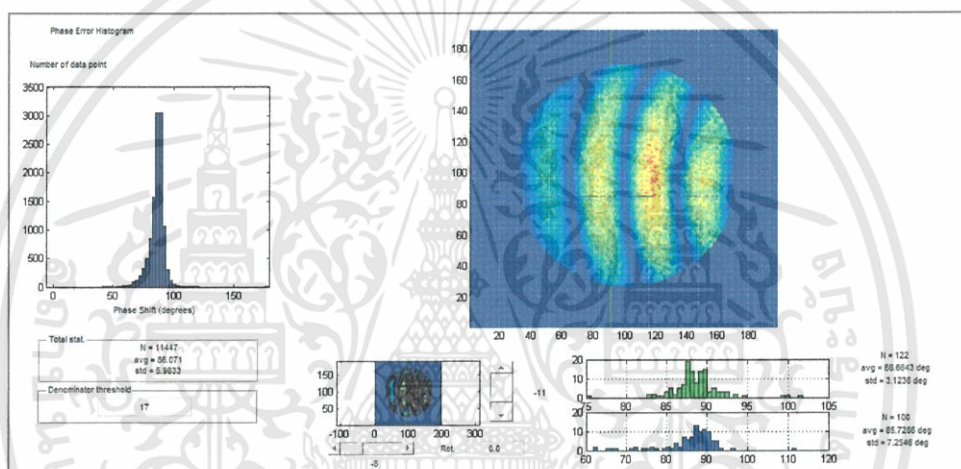 Phase Error Histogram
Number of data point
3500
3000
2500
2000
1500
1000
500
0
0 50 100 150
Phase Shift (degrees)
Total stat.
N = 11447
avg = 86.071
std = 5.9833
Denominator threshold
17
180
160
140
120
100
80
60
40
20
20 40 60 80 100 120 140 160 180
150
100
50
-100 0 100 200 300
-11
-8
Rot. 0.0
20
10
0
65 70 75 80 85 90 95 100 105
N = 122
avg = 86.6643 deg
std = 3.1236 deg
20
10
0
60 70 80 90 100 110 120
N = 100
avg = 85.7286 deg
std = 7.2546 deg